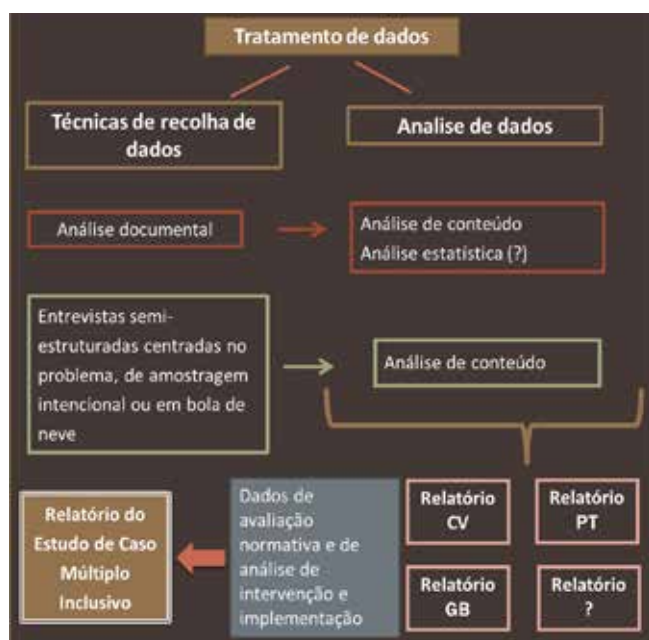 Tratamento de dados
Técnicas de recolha de
dados
Analise de dados
Análise documental
Análise de conteúdo
Análise estatística (?)
Entrevistas semi-
estruturadas centradas no
problema, de amostragem
intencional ou em bola de
neve
Análise de conteúdo
Relatório do
Estudo de Caso
Múltiplo
Inclusivo
Dados de
avaliação
normativa e de
análise de
intervenção e
implementação
Relatório
CV
Relatório
PT
Relatório
GB
Relatório
?